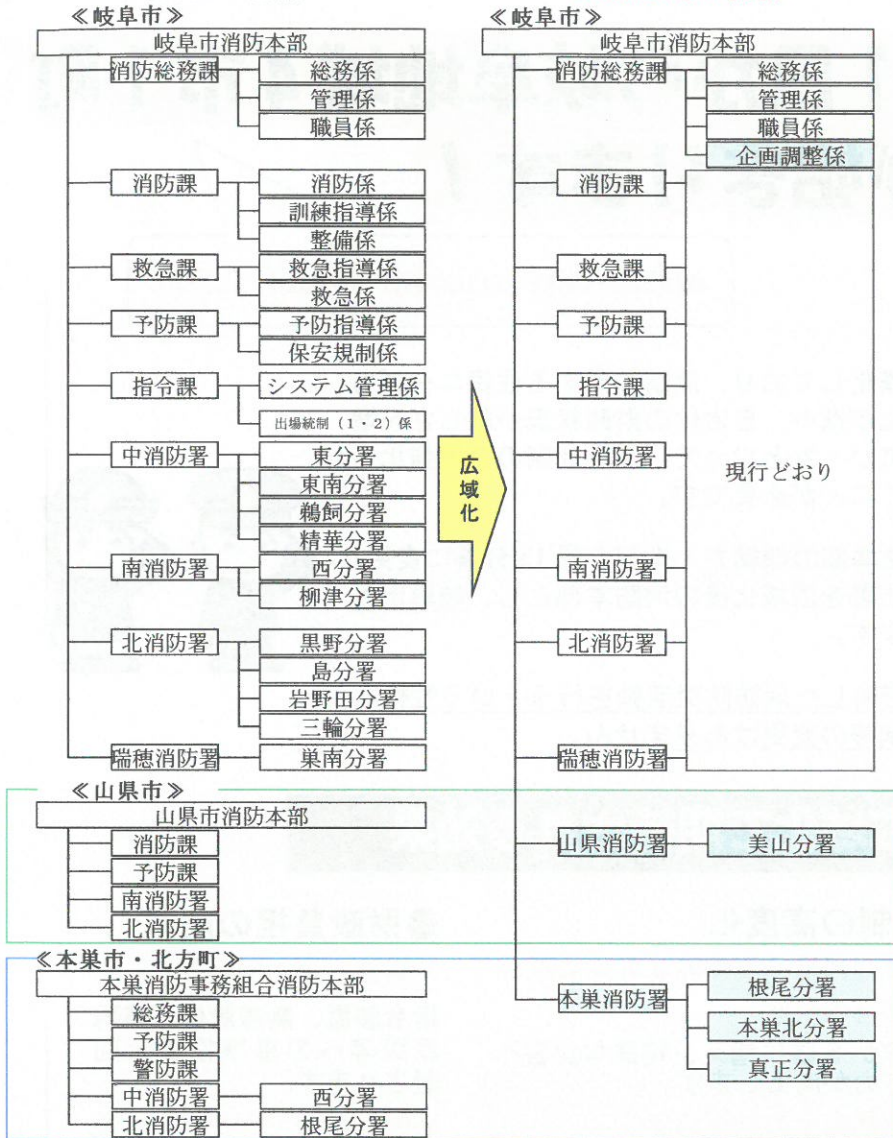 ≪岐阜市≫
岐阜市消防本部
消防総務課
総務係
管理係
職員係
消防課
消防係
訓練指導係
整備係
救急課
救急指導係
救急係
予防課
予防指導係
保安規制係
指令課
システム管理係
出場統制(1・2)係
中消防署
東分署
東南分署
鵜飼分署
精華分署
南消防署
西分署
柳津分署
北消防署
黒野分署
島分署
岩野田分署
三輪分署
瑞穂消防署
巣南分署
≪山県市≫
山県市消防本部
消防課
予防課
南消防署
北消防署
≪本巣市・北方町≫
本巣消防事務組合消防本部
総務課
予防課
警防課
中消防署
西分署
北消防署
根尾分署
広域化
≪岐阜市≫
岐阜市消防本部
消防総務課
総務係
管理係
職員係
企画調整係
消防課
救急課
予防課
指令課
中消防署
現行どおり
南消防署
北消防署
瑞穂消防署
山県消防署
美山分署
本巣消防署
根尾分署
本巣北分署
真正分署